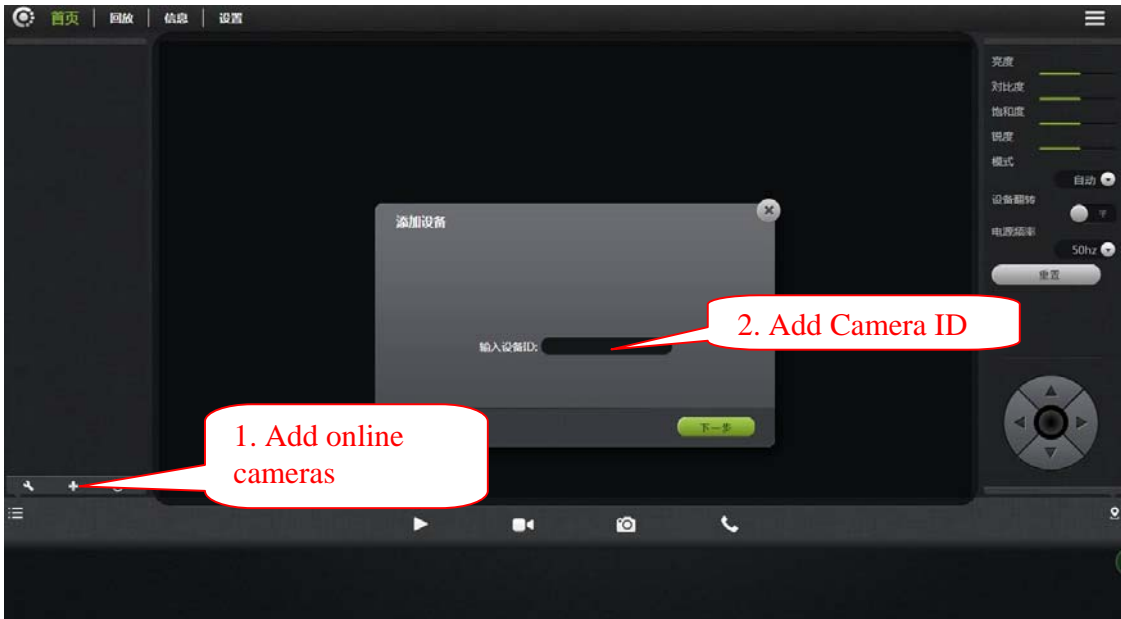 首页 | 回放 | 信息 | 设置
亮度
对比度
饱和度
锐度
模式
自动
设备翻转
平
电源频率
50hz
重置
添加设备
输入设备ID:
2. Add Camera ID
下一步
1. Add online
cameras